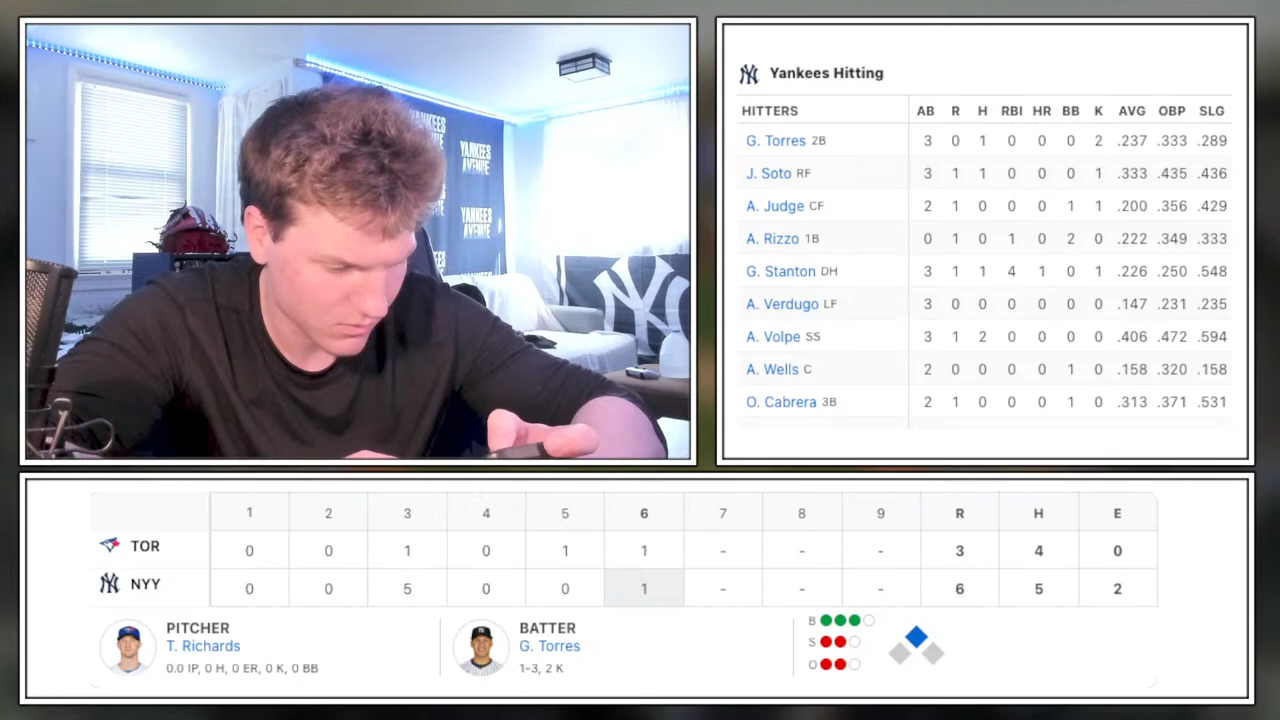 YANKEES
AVENUE
YANKEES
AVENUE
Yankees Hitting
HITTERS AB H RBI HR BB K AVG OBP SLG
G. Torres 2B 3 0 1 0 0 0 2 .237 .333 .289
J. Soto RF 3 1 1 0 0 0 1 .333 .435 .436
A. Judge CF 2 1 0 0 0 1 1 .200 .356 .429
A. Rizzo 1B 0 1 0 1 0 2 0 .222 .349 .333
G. Stanton DH 3 1 1 4 1 0 1 .226 .250 .548
A. Verdugo LF 3 0 0 0 0 0 0 .147 .231 .235
A. Volpe SS 3 1 2 0 0 0 0 .406 .472 .594
A. Wells C 2 0 0 0 0 1 0 .158 .320 .158
O. Cabrera 3B 2 1 0 0 0 1 0 .313 .371 .531
1 2 3 4 5 6 7 8 9 R H E
TOR 0 0 1 0 1 1 - - - 3 4 0
NYY 0 0 5 0 0 1 - - - 6 5 2
PITCHER
T. Richards
0.0 IP, 0 H, 0 ER, 0 K, 0 BB
BATTER
G. Torres
1-3, 2 K
B
S
O